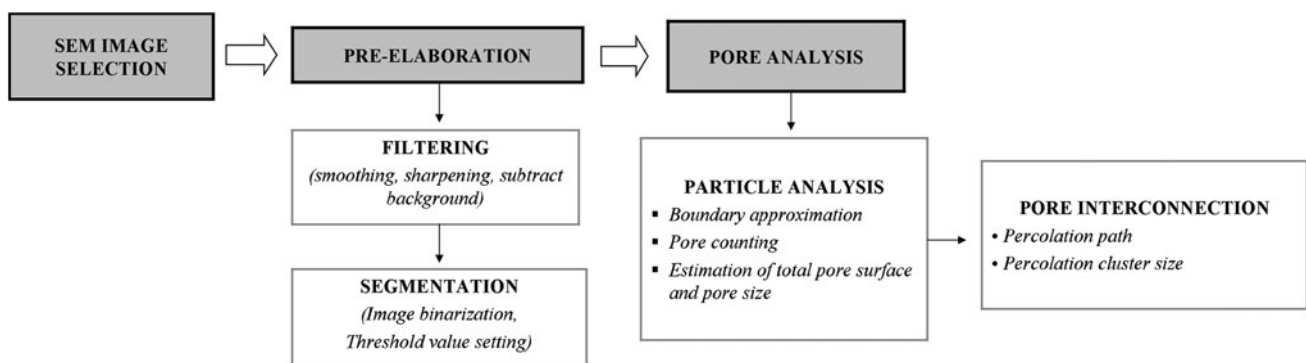 SEM IMAGE
SELECTION
PRE-ELABORATION
PORE ANALYSIS
FILTERING
(smoothing, sharpening, subtract
background)
SEGMENTATION
(Image binarization,
Threshold value setting)
PARTICLE ANALYSIS
▪ Boundary approximation
▪ Pore counting
▪ Estimation of total pore surface
and pore size
PORE INTERCONNECTION
• Percolation path
• Percolation cluster size